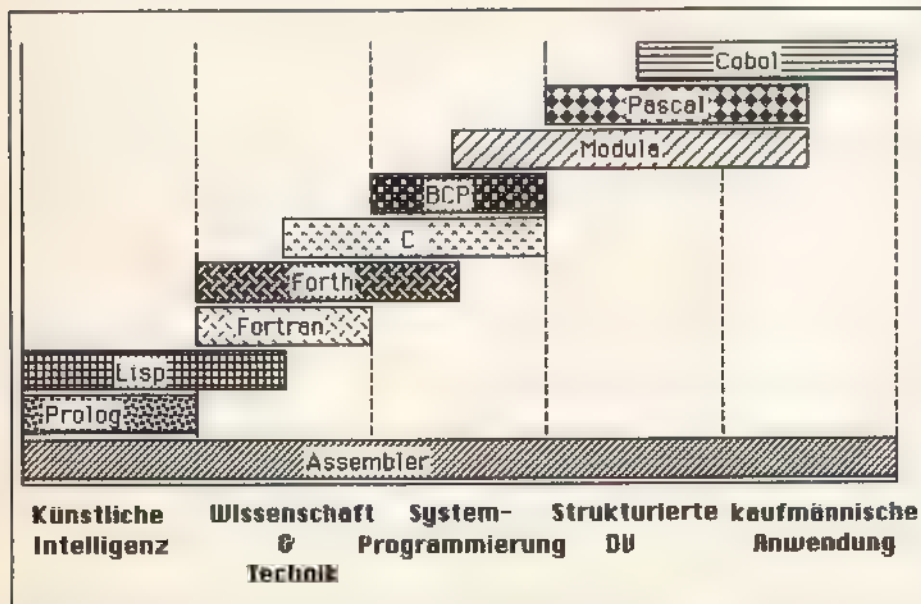 Cobol
Pascal
Modula
BCP
C
Forth
Fortran
Lisp
Prolog
Assembler
Künstliche
Intelligenz
Wissenschaft
&
Technik
System-
Programmierung
Strukturierte
DV
kaufmännische
Anwendung